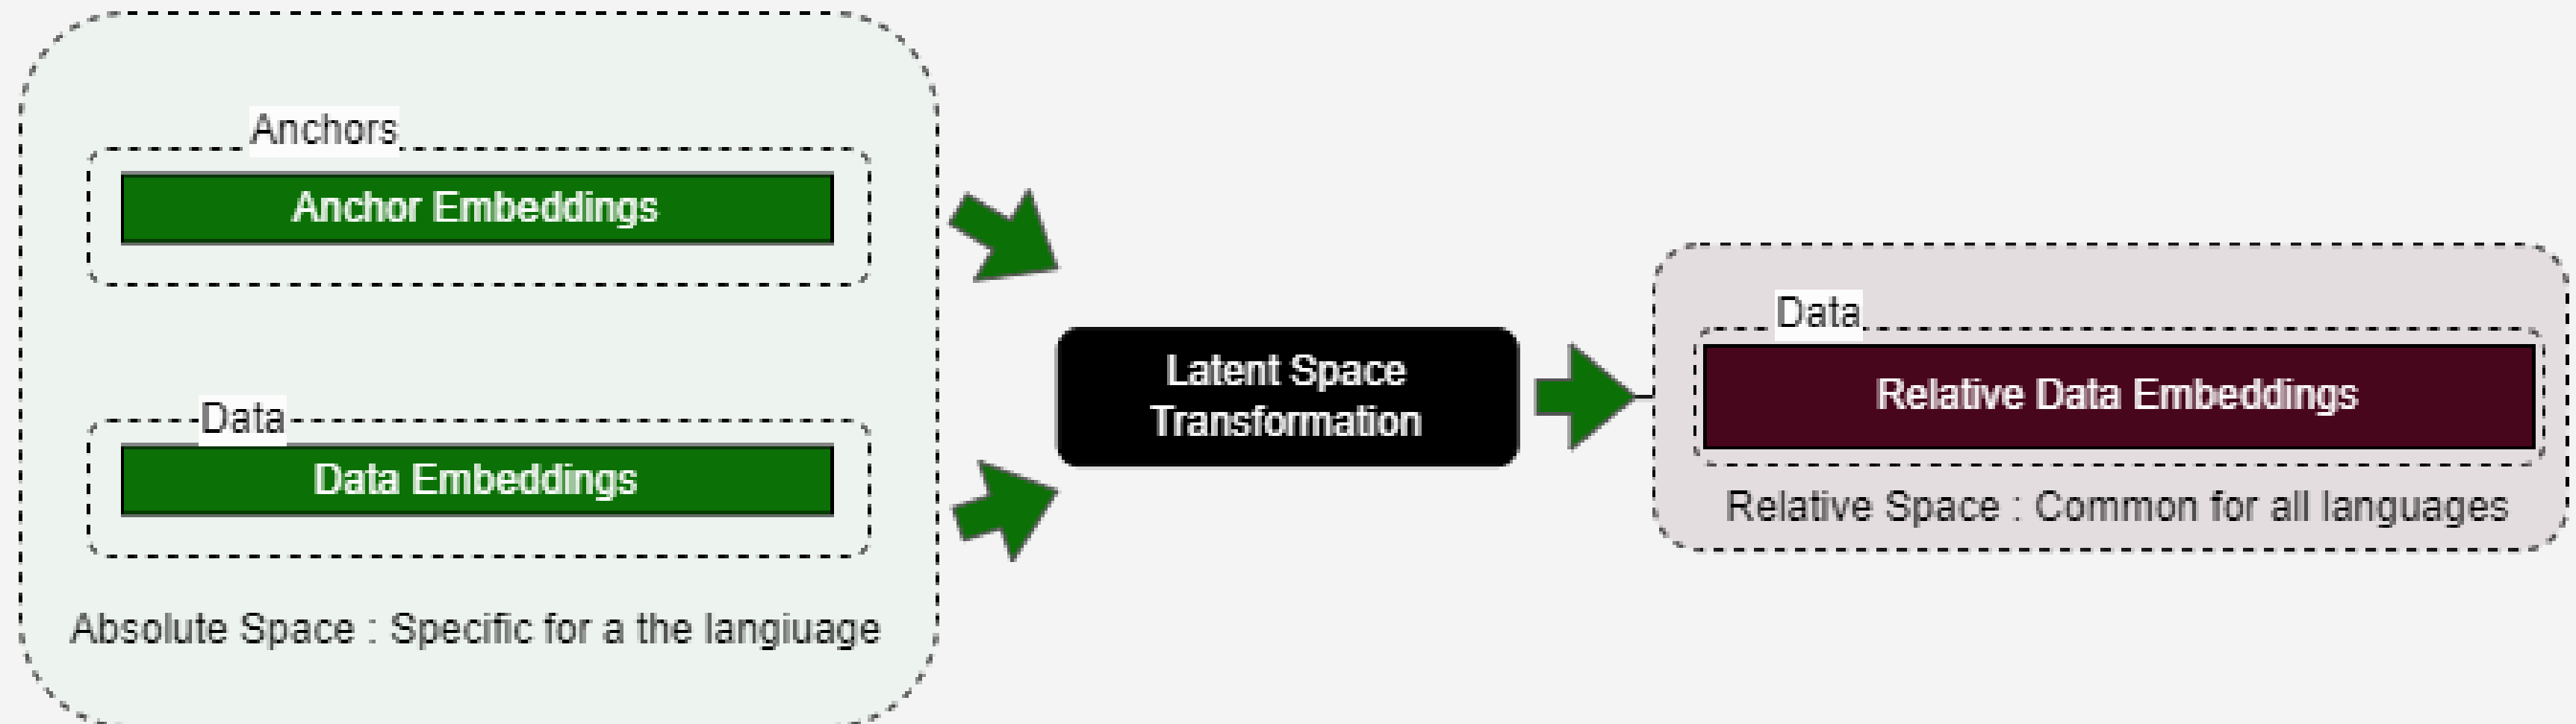 Anchors
Anchor Embeddings
Data
Data Embeddings
Absolute Space : Specific for a the langiuage
Latent Space
Transformation
Data
Relative Data Embeddings
Relative Space : Common for all languages